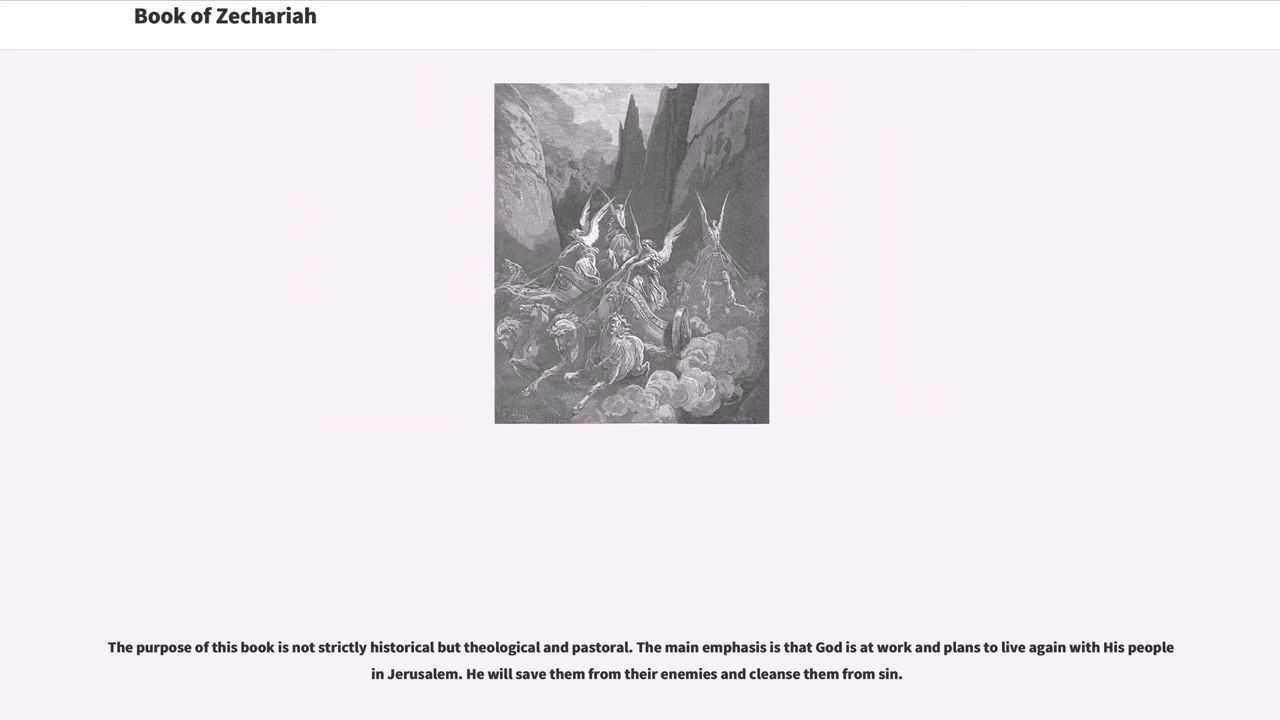 Book of Zechariah
The purpose of this book is not strictly historical but theological and pastoral. The main emphasis is that God is at work and plans to live again with His people
in Jerusalem. He will save them from their enemies and cleanse them from sin.